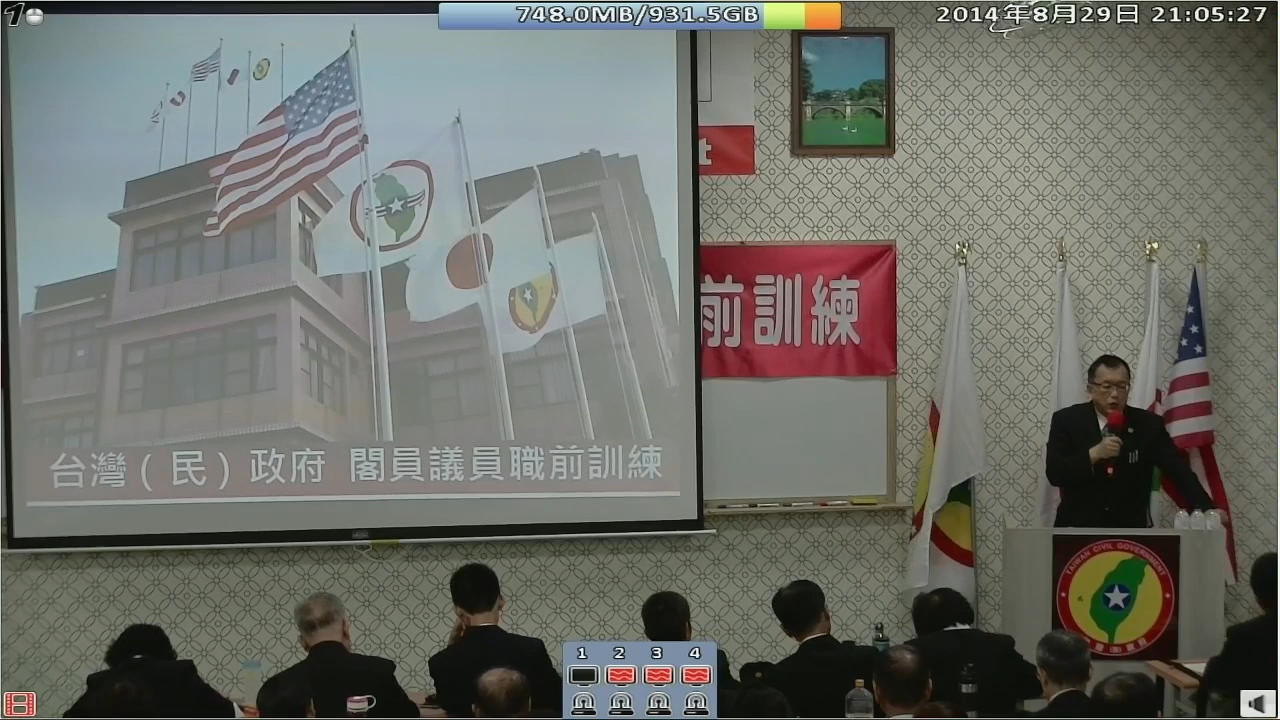 748.0MB/931.5GB
2014年8月29日 21:05:27
t
前訓練
台灣(民)政府 閣員議員職前訓練
TAIWAN CIVIL GOVERNMENT
1 2 3 4